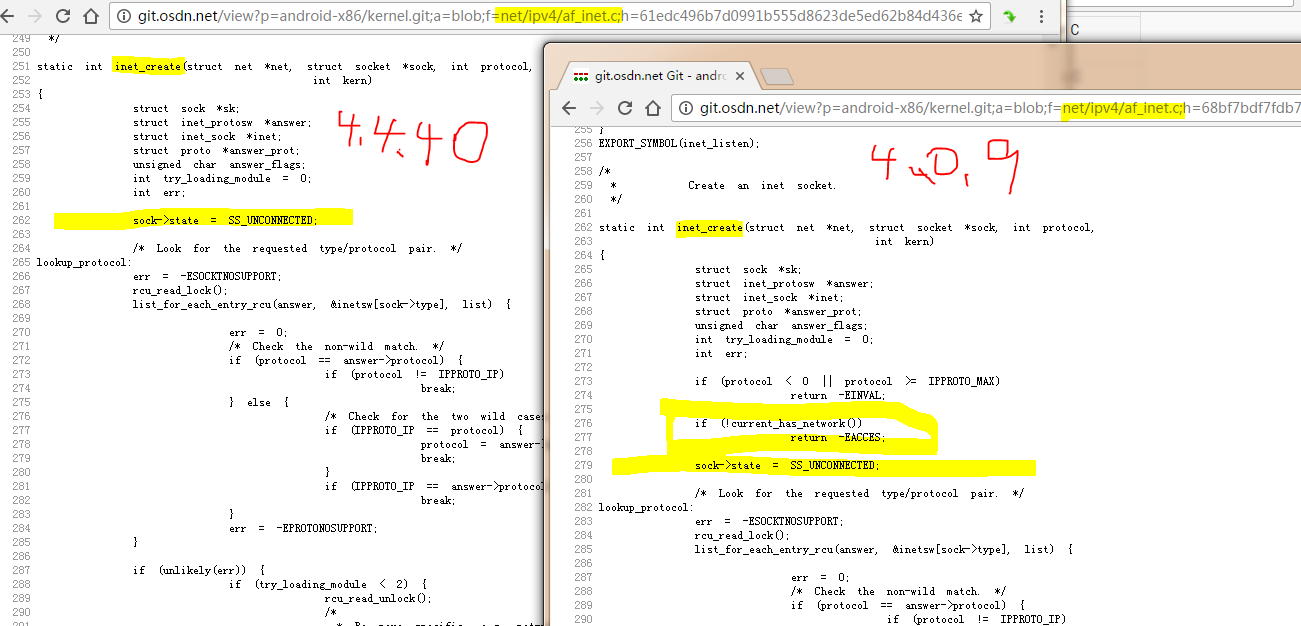 git.osdn.net/view?p=android-x86/kernel.git;a=blob;f=net/ipv4/af_inet.c;h=61edc496b7d0991b555d8623de5ed62b84d436e
249 */
250
251 static int inet_create(struct net *net, struct socket *sock, int protocol,
252 int kern)
253 {
254 struct sock *sk;
255 struct inet_protosw *answer;
256 struct inet_sock *inet;
257 struct proto *answer_prot;
258 unsigned char answer_flags;
259 int try_loading_module = 0;
260 int err;
261
262 sock->state = SS_UNCONNECTED;
263
264 /* Look for the requested type/protocol pair. */
265 lookup_protocol:
266 err = -ESOCKTNOSUPPORT;
267 rcu_read_lock();
268 list_for_each_entry_rcu(answer, &inetsw[sock->type], list) {
269
270 err = 0;
271 /* Check the non-wild match. */
272 if (protocol == answer->protocol) {
273 if (protocol != IPPROTO_IP)
274 break;
275 } else {
276 /* Check for the two wild cases
277 if (IPPROTO_IP == protocol) {
278 protocol = answer-
279 break;
280 }
281 if (IPPROTO_IP == answer->protocol
282 break;
283 }
284 err = -EPROTONOSUPPORT;
285 }
286
287 if (unlikely(err)) {
288 if (try_loading_module < 2) {
289 rcu_read_unlock();
290 /*
4.4.40
C
git.osdn.net Git - andro
git.osdn.net/view?p=android-x86/kernel.git;a=blob;f=net/ipv4/af_inet.c;h=68bf7bdf7fdb7
255 }
256 EXPORT_SYMBOL(inet_listen);
257
258 /*
259 * Create an inet socket.
260 */
261
262 static int inet_create(struct net *net, struct socket *sock, int protocol,
263 int kern)
264 {
265 struct sock *sk;
266 struct inet_protosw *answer;
267 struct inet_sock *inet;
268 struct proto *answer_prot;
269 unsigned char answer_flags;
270 int try_loading_module = 0;
271 int err;
272
273 if (protocol < 0 || protocol >= IPPROTO_MAX)
274 return -EINVAL;
275
276 if (!current_has_network())
277 return -EACCES;
278
279 sock->state = SS_UNCONNECTED;
280
281 /* Look for the requested type/protocol pair. */
282 lookup_protocol:
283 err = -ESOCKTNOSUPPORT;
284 rcu_read_lock();
285 list_for_each_entry_rcu(answer, &inetsw[sock->type], list) {
286
287 err = 0;
288 /* Check the non-wild match. */
289 if (protocol == answer->protocol) {
290 if (protocol != IPPROTO_IP)
4.0.9